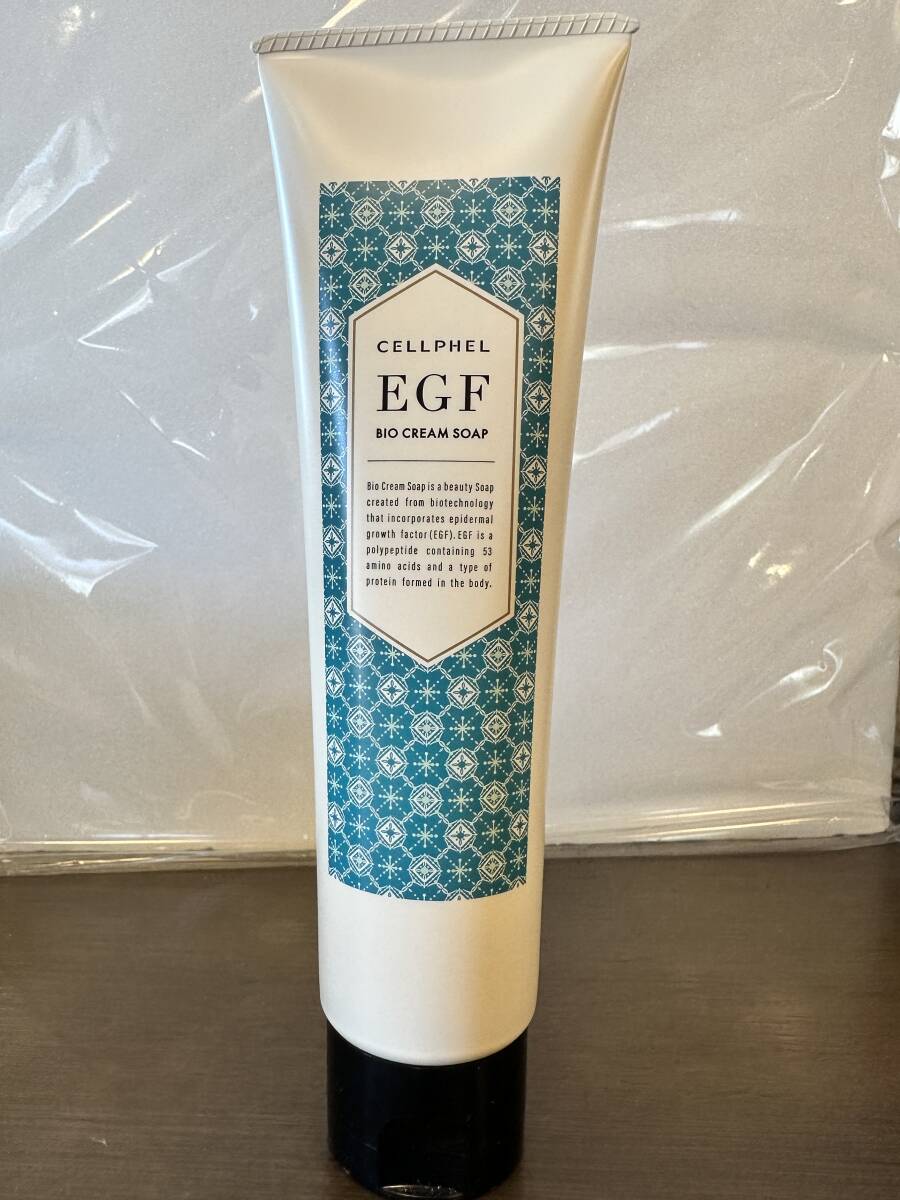 CELLPHEL
EGF
BIO CREAM SOAP
Bio Cream Soap is a beauty Soap
created from biotechnology
that incorporates epidermal
growth factor (EGF). EGF is a
polypeptide containing 53
amino acids and a type of
protein formed in the body.